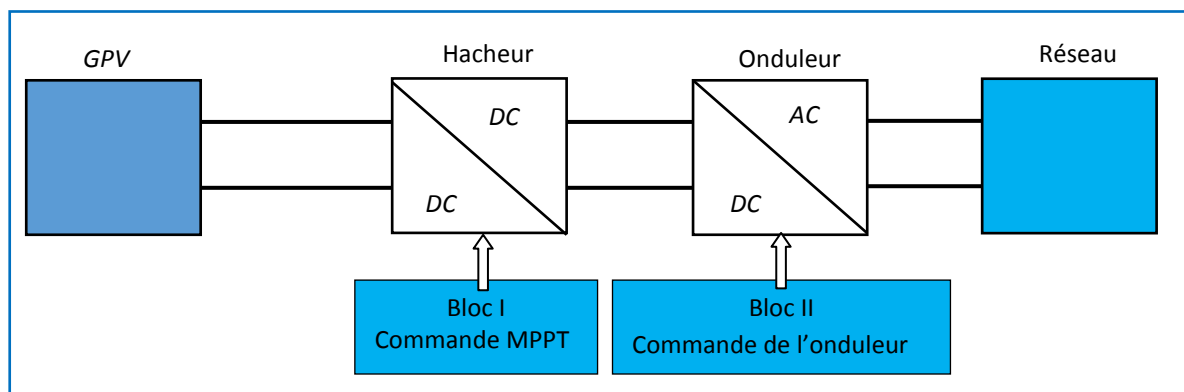 GPV
Hacheur
Onduleur
Réseau
DC
AC
DC
DC
Bloc I
Commande MPPT
Bloc II
Commande de l’onduleur